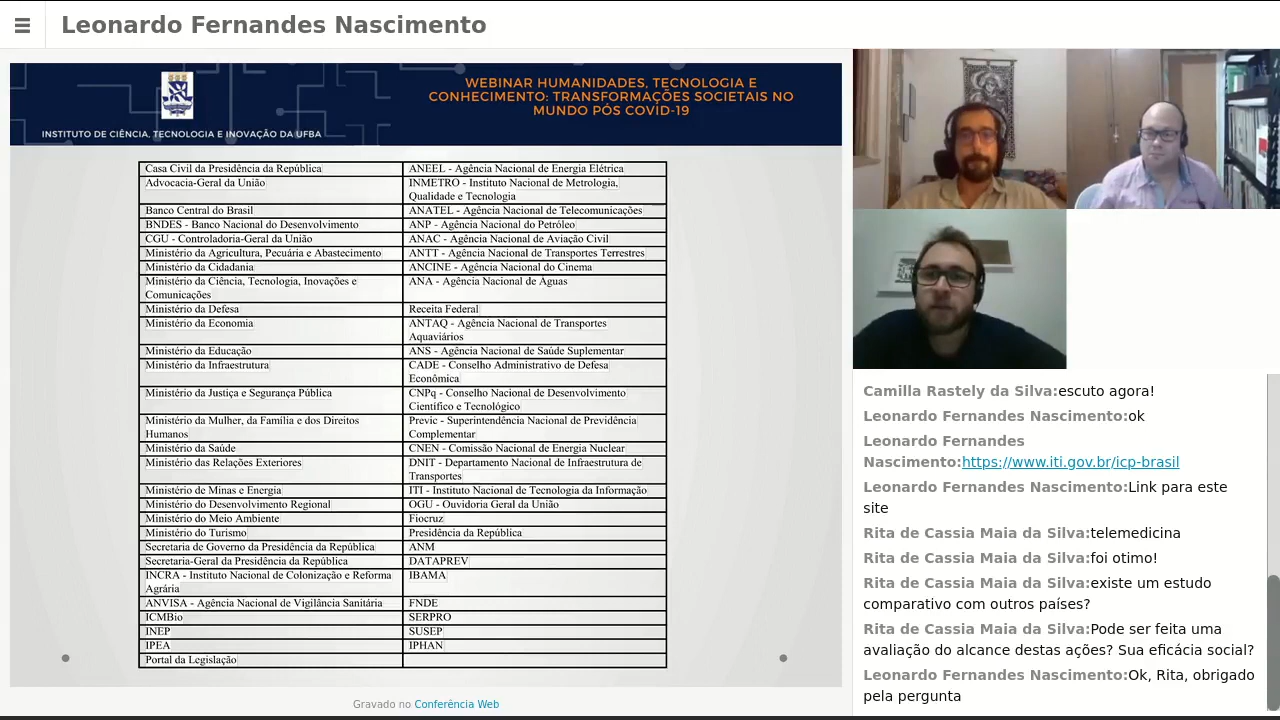 Leonardo Fernandes Nascimento
WEBINAR HUMANIDADES, TECNOLOGIA E
CONHECIMENTO: TRANSFORMAÇÕES SOCIETAIS NO
MUNDO PÓS COVID-19
INSTITUTO DE CIÊNCIA, TECNOLOGIA E INOVAÇÃO DA UFBA
Casa Civil da Presidência da República
ANEEL - Agência Nacional de Energia Elétrica
Advocacia-Geral da União
INMETRO - Instituto Nacional de Metrologia,
Qualidade e Tecnologia
Banco Central do Brasil
ANATEL - Agência Nacional de Telecomunicações
BNDES - Banco Nacional do Desenvolvimento
ANP - Agência Nacional do Petróleo
CGU - Controladoria-Geral da União
ANAC - Agência Nacional de Aviação Civil
Ministério da Agricultura, Pecuária e Abastecimento
ANTT - Agência Nacional de Transportes Terrestres
Ministério da Cidadania
ANCINE - Agência Nacional do Cinema
Ministério da Ciência, Tecnologia, Inovações e
Comunicações
ANA - Agência Nacional de Águas
Ministério da Defesa
Receita Federal
Ministério da Economia
ANTAQ - Agência Nacional de Transportes
Aquaviários
Ministério da Educação
ANS - Agência Nacional de Saúde Suplementar
Ministério da Infraestrutura
CADE - Conselho Administrativo de Defesa
Econômica
Ministério da Justiça e Segurança Pública
CNPq - Conselho Nacional de Desenvolvimento
Científico e Tecnológico
Ministério da Mulher, da Família e dos Direitos
Humanos
Previc - Superintendência Nacional de Previdência
Complementar
Ministério da Saúde
CNEN - Comissão Nacional de Energia Nuclear
Ministério das Relações Exteriores
DNIT - Departamento Nacional de Infraestrutura de
Transportes
Ministério de Minas e Energia
ITI - Instituto Nacional de Tecnologia da Informação
Ministério do Desenvolvimento Regional
OGU - Ouvidoria Geral da União
Ministério do Meio Ambiente
Fiocruz
Ministério do Turismo
Presidência da República
Secretaria de Governo da Presidência da República
ANM
Secretaria-Geral da Presidência da República
DATAPREV
INCRA - Instituto Nacional de Colonização e Reforma
Agrária
IBAMA
ANVISA - Agência Nacional de Vigilância Sanitária
FNDE
ICMBio
SERPRO
INEP
SUSEP
IPEA
IPHAN
Portal da Legislação
Gravado no Conferência Web
Camilla Rastely da Silva:escuto agora!
Leonardo Fernandes Nascimento:ok
Leonardo Fernandes
Nascimento:https://www.iti.gov.br/icp-brasil
Leonardo Fernandes Nascimento:Link para este
site
Rita de Cassia Maia da Silva:telemedicina
Rita de Cassia Maia da Silva:foi otimo!
Rita de Cassia Maia da Silva:existe um estudo
comparativo com outros países?
Rita de Cassia Maia da Silva:Pode ser feita uma
avaliação do alcance destas ações? Sua eficácia social?
Leonardo Fernandes Nascimento:Ok, Rita, obrigado
pela pergunta